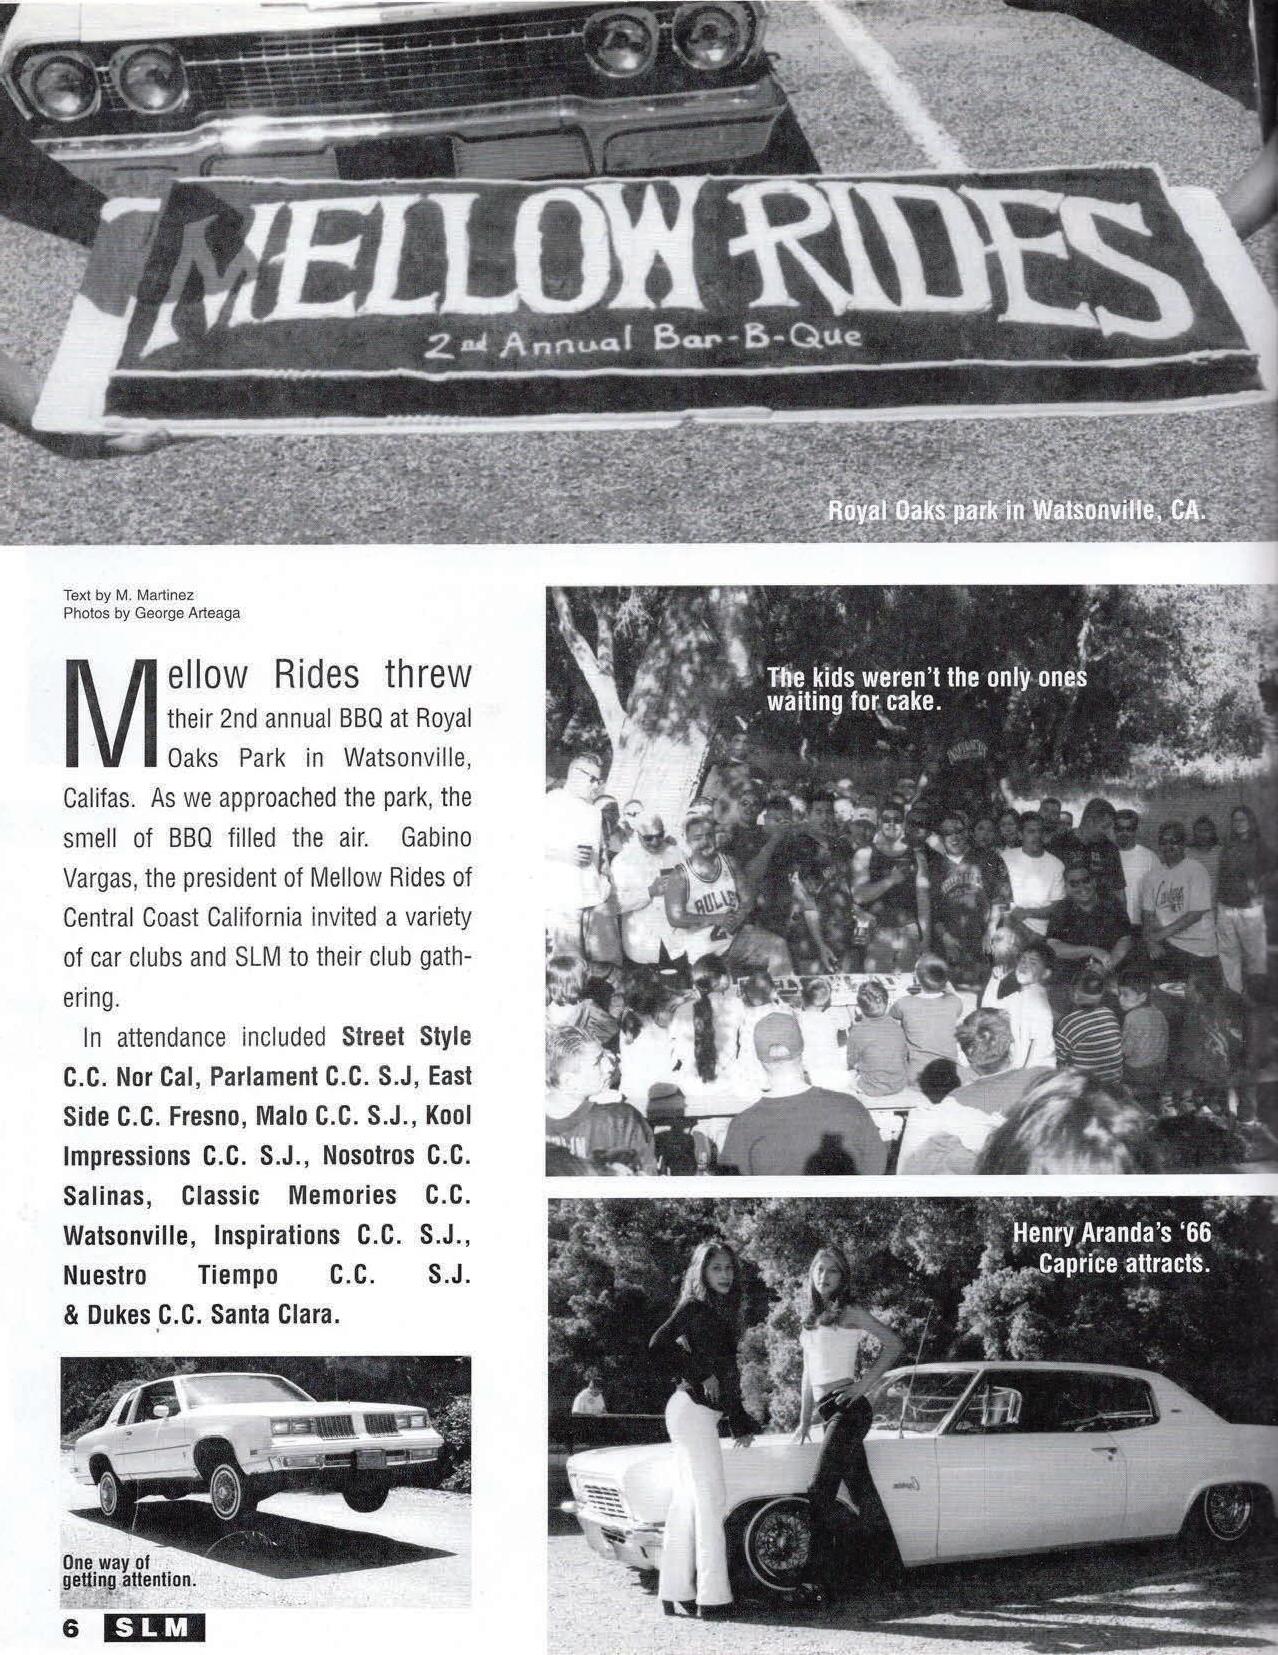 MELLOW RIDES
2nd Annual Bar-B-Que
Royal Oaks park in Watsonville, CA.
Text by M. Martinez
Photos by George Arteaga
Mellow Rides threw
their 2nd annual BBQ at Royal
Oaks Park in Watsonville,
Califas. As we approached the park, the
smell of BBQ filled the air. Gabino
Vargas, the president of Mellow Rides of
Central Coast California invited a variety
of car clubs and SLM to their club gath-
ering.
In attendance included Street Style
C.C. Nor Cal, Parlament C.C. S.J, East
Side C.C. Fresno, Malo C.C. S.J., Kool
Impressions C.C. S.J., Nosotros C.C.
Salinas, Classic Memories C.C.
Watsonville, Inspirations C.C. S.J.,
Nuestro Tiempo C.C. S.J.
& Dukes C.C. Santa Clara.
The kids weren't the only ones
waiting for cake.
BULLE
Henry Aranda's ‘66
Caprice attracts.
One way of
getting attention.
6 SLM